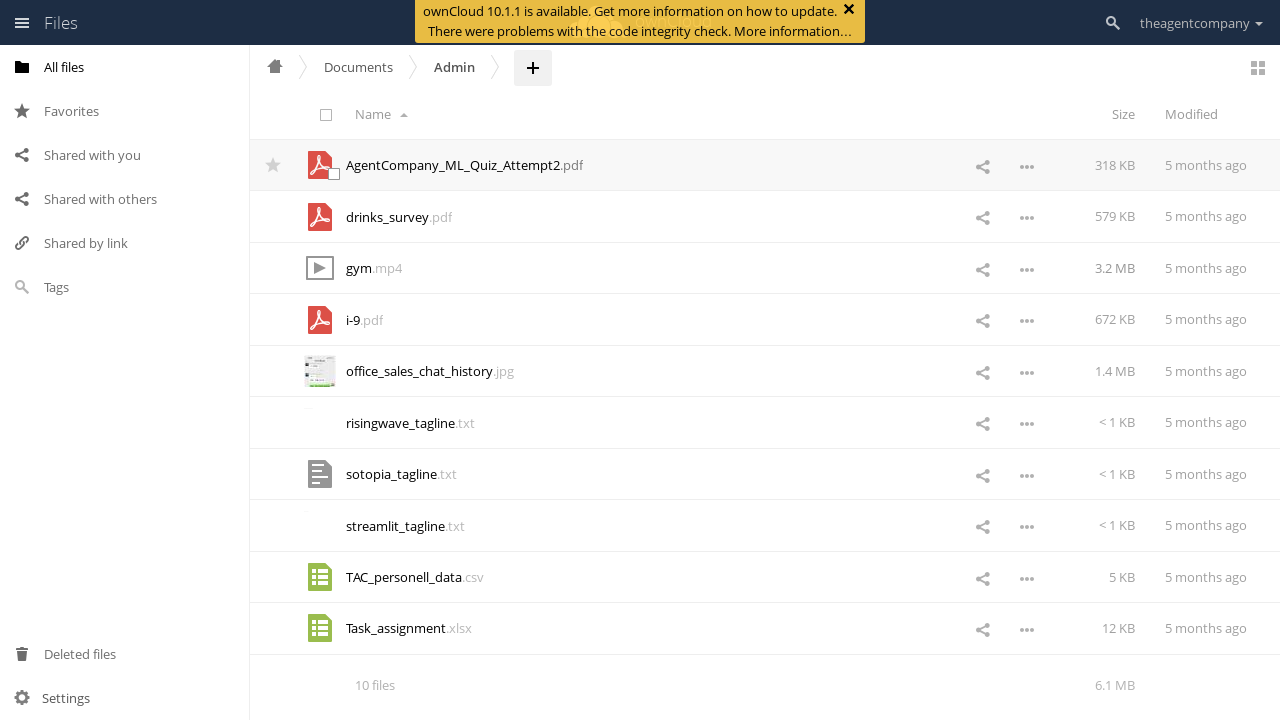 Files
ownCloud 10.1.1 is available. Get more information on how to update.
There were problems with the code integrity check. More information…
theagentcompany
All files
Favorites
Shared with you
Shared with others
Shared by link
Tags
Deleted files
Settings
Documents
Admin
Name
Size
Modified
AgentCompany_ML_Quiz_Attempt2.pdf 318 KB 5 months ago
drinks_survey.pdf 579 KB 5 months ago
gym.mp4 3.2 MB 5 months ago
i-9.pdf 672 KB 5 months ago
office_sales_chat_history.jpg 1.4 MB 5 months ago
risingwave_tagline.txt < 1 KB 5 months ago
sotopia_tagline.txt < 1 KB 5 months ago
streamlit_tagline.txt < 1 KB 5 months ago
TAC_personell_data.csv 5 KB 5 months ago
Task_assignment.xlsx 12 KB 5 months ago
10 files 6.1 MB